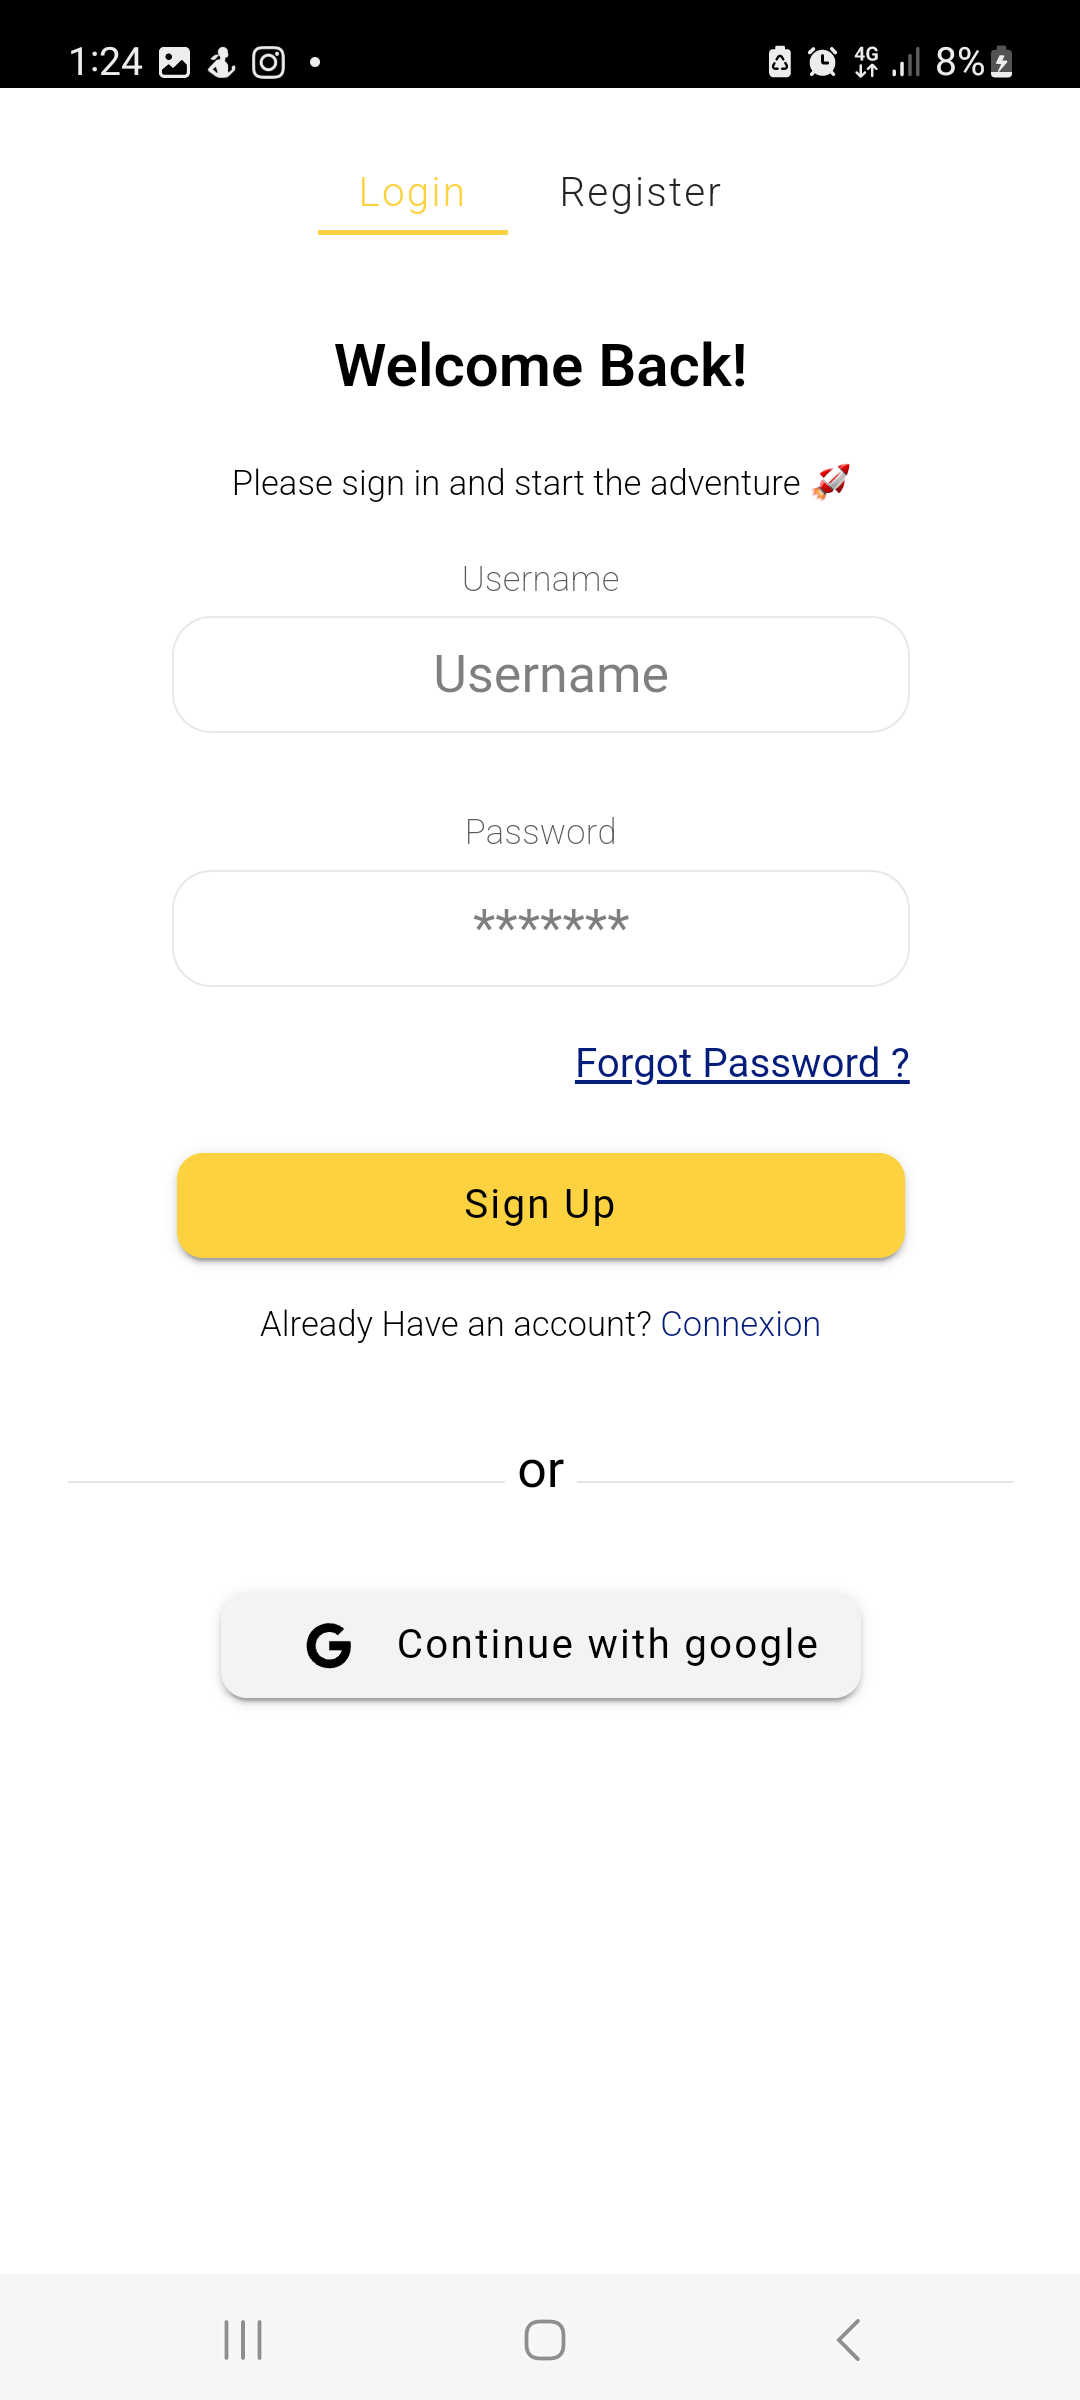 1:24 4G 8%
Login Register
Welcome Back!
Please sign in and start the adventure 🚀
Username
Username
Password
*******
Forgot Password ?
Sign Up
Already Have an account? Connexion
or
G Continue with google